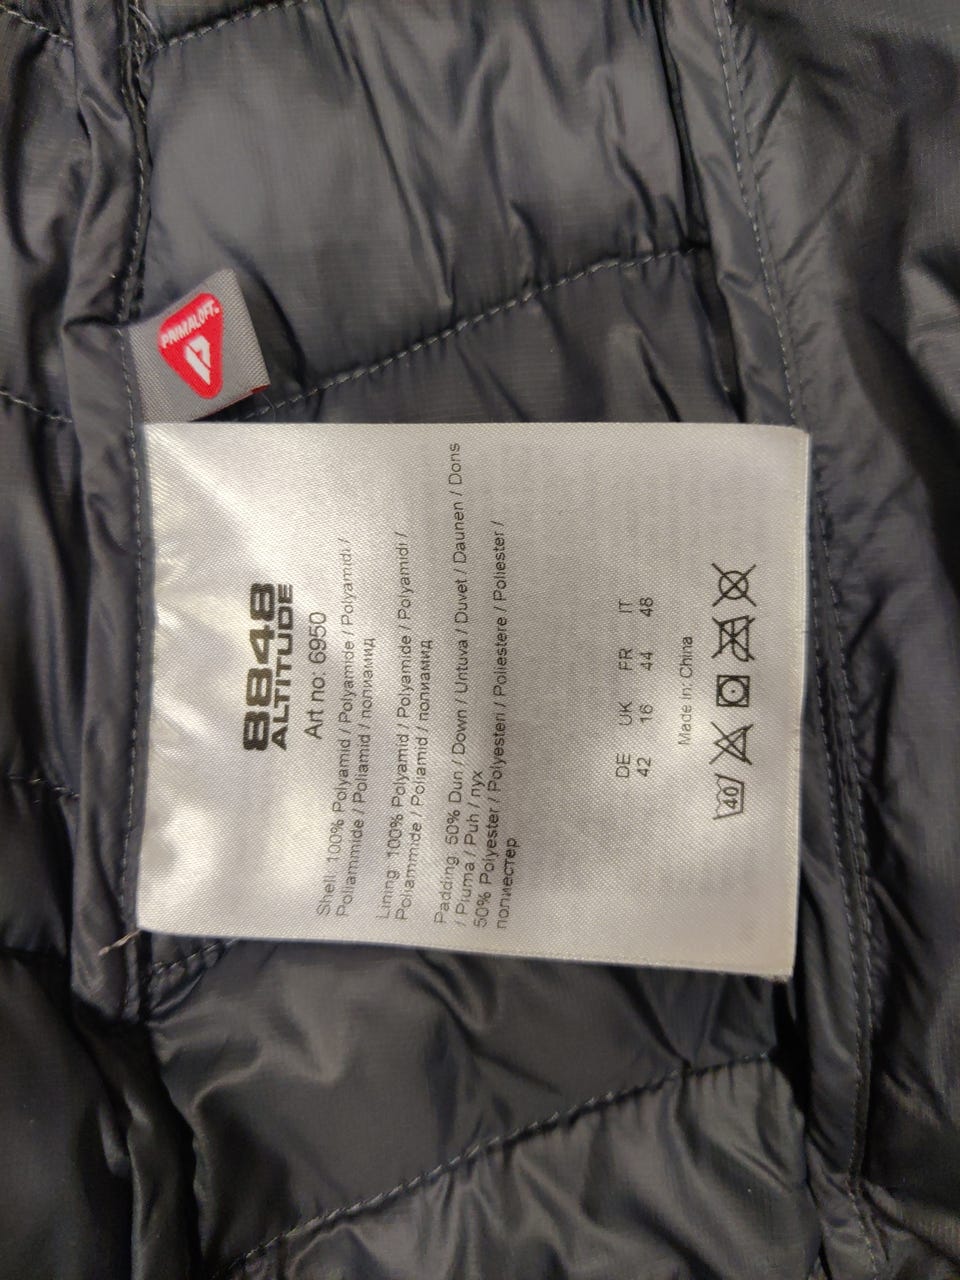 PRIMALOFT
8848
ALTITUDE
Art no: 6950
Shell: 100% Polyamid / Polyamide / Polyamidi /
Poliammide / Poliamid / полиамид
Lining: 100% Polyamid / Polyamide / Polyamidi /
Poliammide / Poliamid / полиамид
Padding: 50% Dun / Down / Untuva / Duvet / Daunen / Dons
/ Piuma / Puh / пух
50% Polyester / Polyesteri / Poliestere / Poliester /
полиестер
DE UK FR IT
42 16 44 48
Made in: China
40